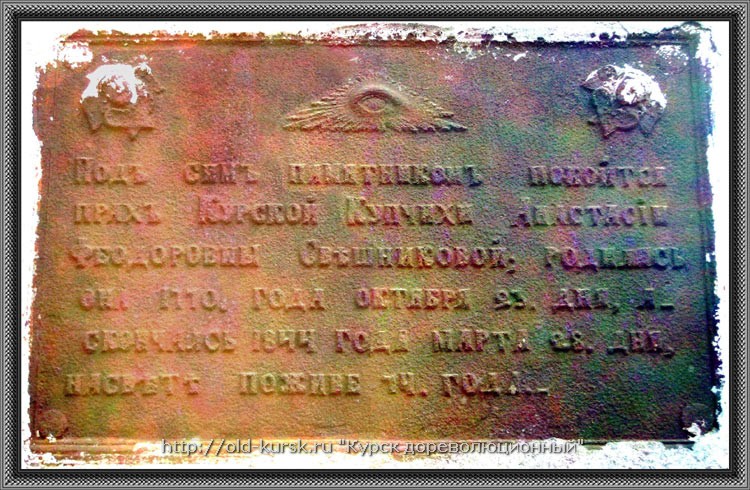 Подъ симъ памятникомъ покоится
прахъ Курской Купчихи Анастасіи
Феодоровны Свѣшниковой; родилась
она 1770. года октября 23. дня, а
скончалась 1844 года марта 28. дня,
на свѣтѣ поживе 74. года.
http://old-kursk.ru "Курск дореволюционный"